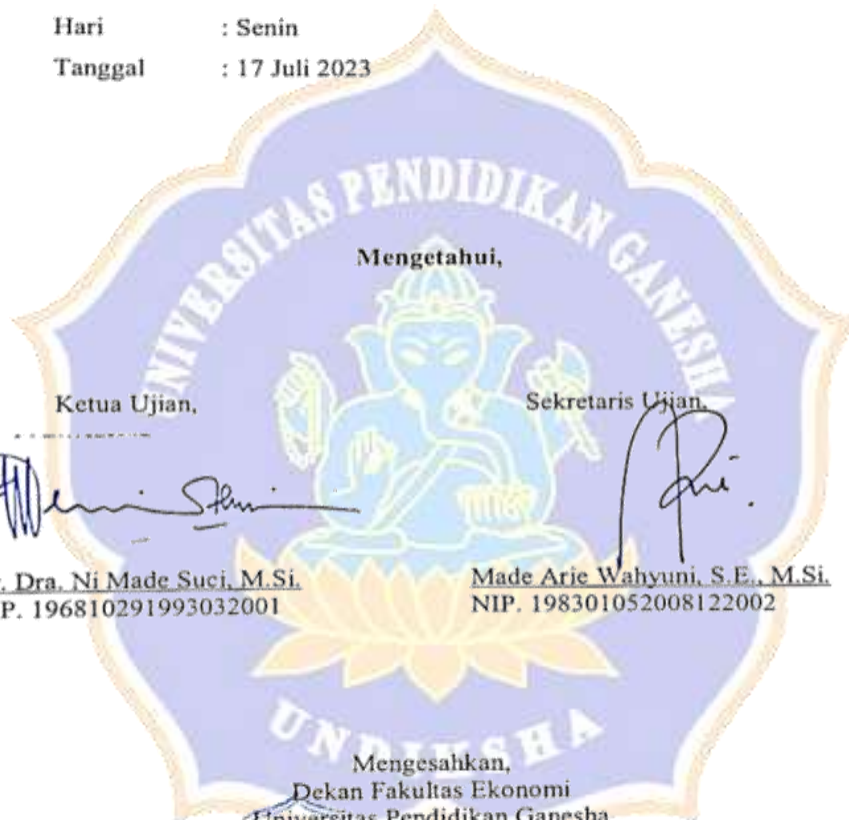 Hari : Senin
Tanggal : 17 Juli 2023
UNIVERSITAS PENDIDIKAN GANESHA
Mengetahui,
Ketua Ujian, Sekretaris Ujian,
Dra. Ni Made Suci, M.Si. Made Arie Wahyuni, S.E., M.Si.
P. 196810291993032001 NIP. 198301052008122002
UNDIKSHA
Mengesahkan,
Dekan Fakultas Ekonomi
Universitas Pendidikan Ganesha